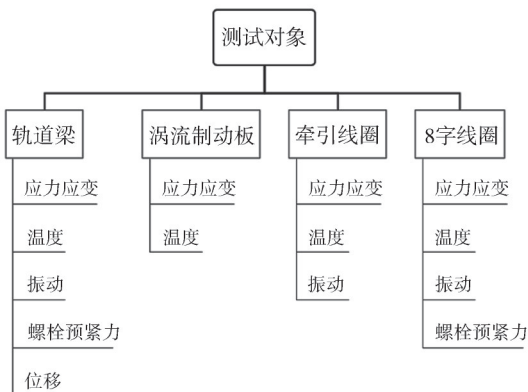 测试对象
轨道梁
应力应变
温度
振动
螺栓预紧力
位移
涡流制动板
应力应变
温度
牵引线圈
应力应变
温度
振动
8字线圈
应力应变
温度
振动
螺栓预紧力